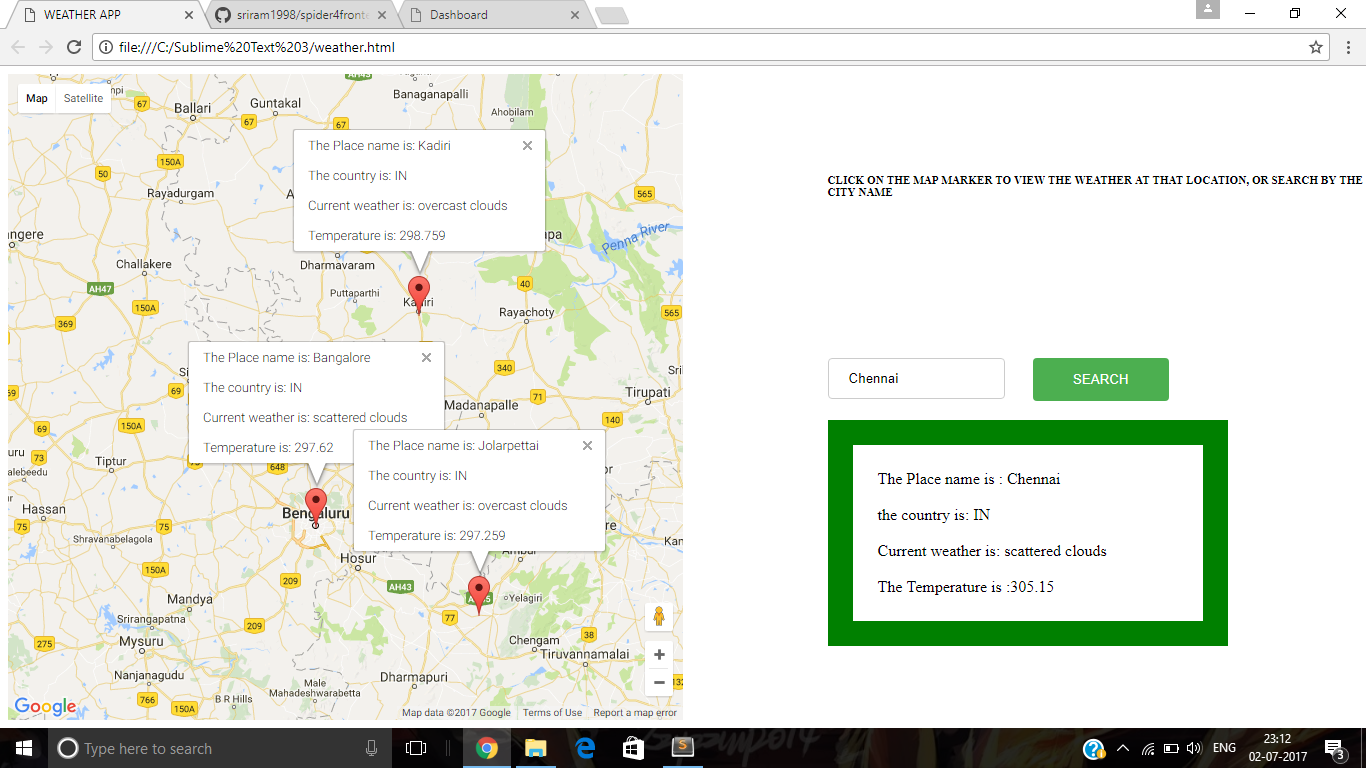 WEATHER APP
sriram1998/spider4fronte
Dashboard
file:///C:/Sublime%20Text%203/weather.html
Map
Satellite
67
Ballari
Guntakal
67
67
AH43
Banaganapalli
Ahobilam
50
150A
Rayadurgam
565
The Place name is: Kadiri
The country is: IN
Current weather is: overcast clouds
Temperature is: 298.759
Penna River
Challakere
Dharmavaram
AH47
150A
Puttaparthi
Kadiri
40
Rayachoty
369
565
The Place name is: Bangalore
The country is: IN
Current weather is: scattered clouds
Temperature is: 297.62
69
340
71
Madanapalle
Tirupati
140
69
150A
73
Tiptur
648
The Place name is: Jolarpettai
The country is: IN
Current weather is: overcast clouds
Temperature is: 297.259
Hassan
75
75
Shravanabelagola
Bengaluru
Hosur
150A
209
AH43
Mandya
Yelagiri
77
Srirangapatna
209
275
Mysuru
Chengam
38
Tiruvannamalai
Nanjanagudu
Male
Mahadeshwarabetta
Dharmapuri
766
150A
B R Hills
132
Google
Map data ©2017 Google
Terms of Use
Report a map error
CLICK ON THE MAP MARKER TO VIEW THE WEATHER AT THAT LOCATION, OR SEARCH BY THE
CITY NAME
Chennai
SEARCH
The Place name is : Chennai
the country is: IN
Current weather is: scattered clouds
The Temperature is :305.15
Type here to search
ENG
23:12
02-07-2017
3